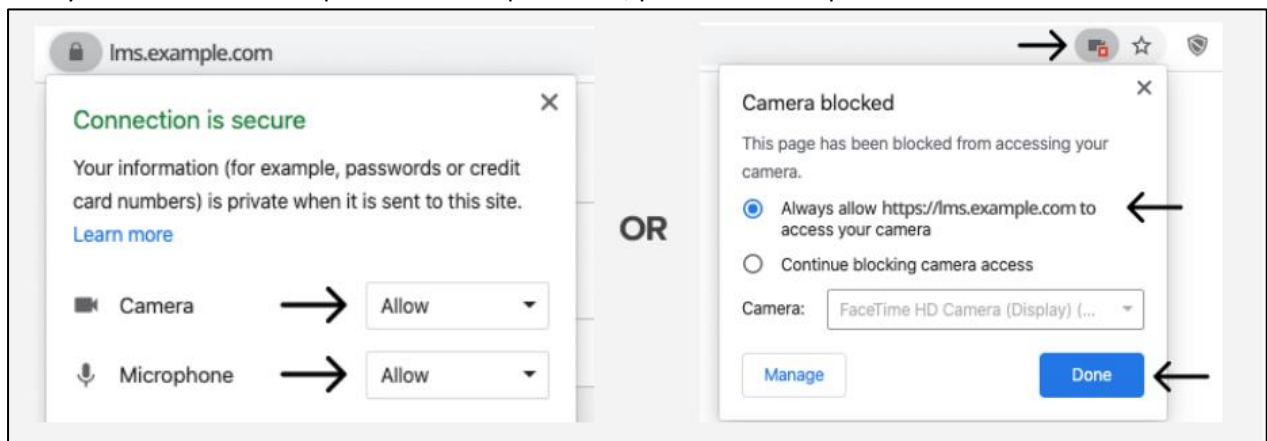 lms.example.com
Connection is secure
Your information (for example, passwords or credit
card numbers) is private when it is sent to this site.
Learn more
Camera
Allow
Microphone
Allow
OR
Camera blocked
This page has been blocked from accessing your
camera.
Always allow https://lms.example.com to
access your camera
Continue blocking camera access
Camera:
FaceTime HD Camera (Display) (...
Manage
Done